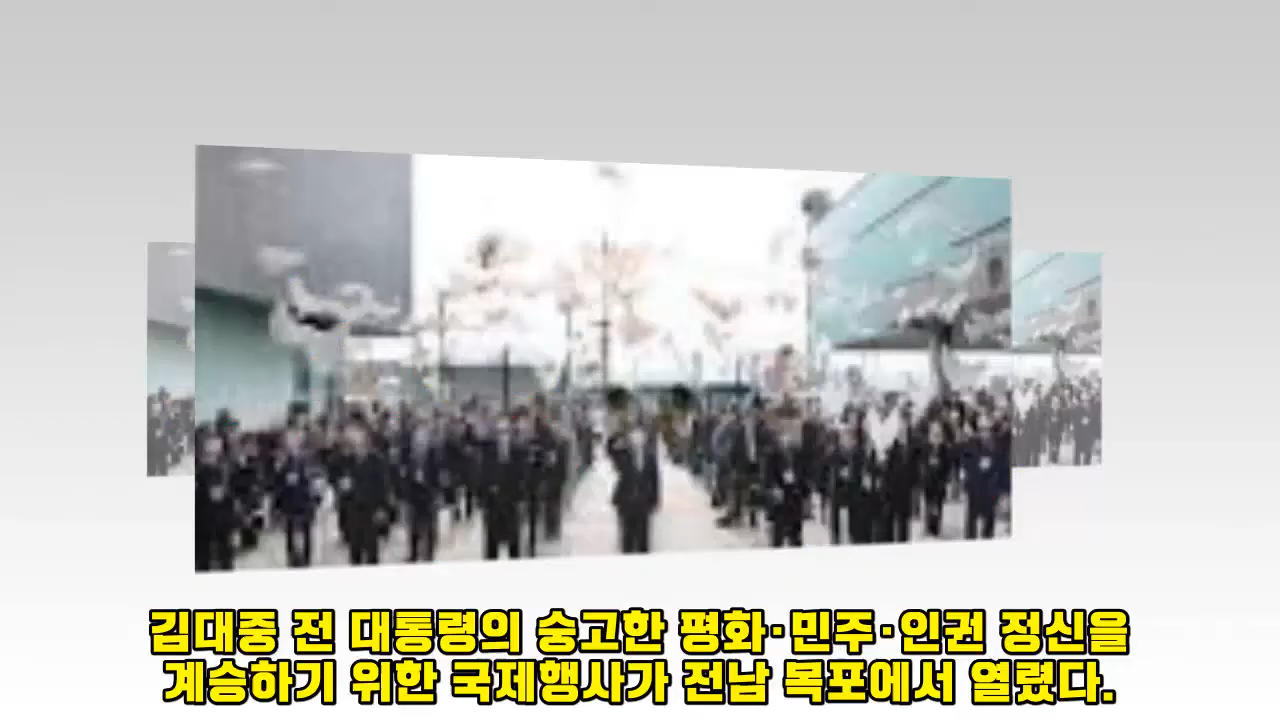 김대중 전 대통령의 숭고한 평화·민주·인권 정신을
계승하기 위한 국제행사가 전남 목포에서 열렸다.